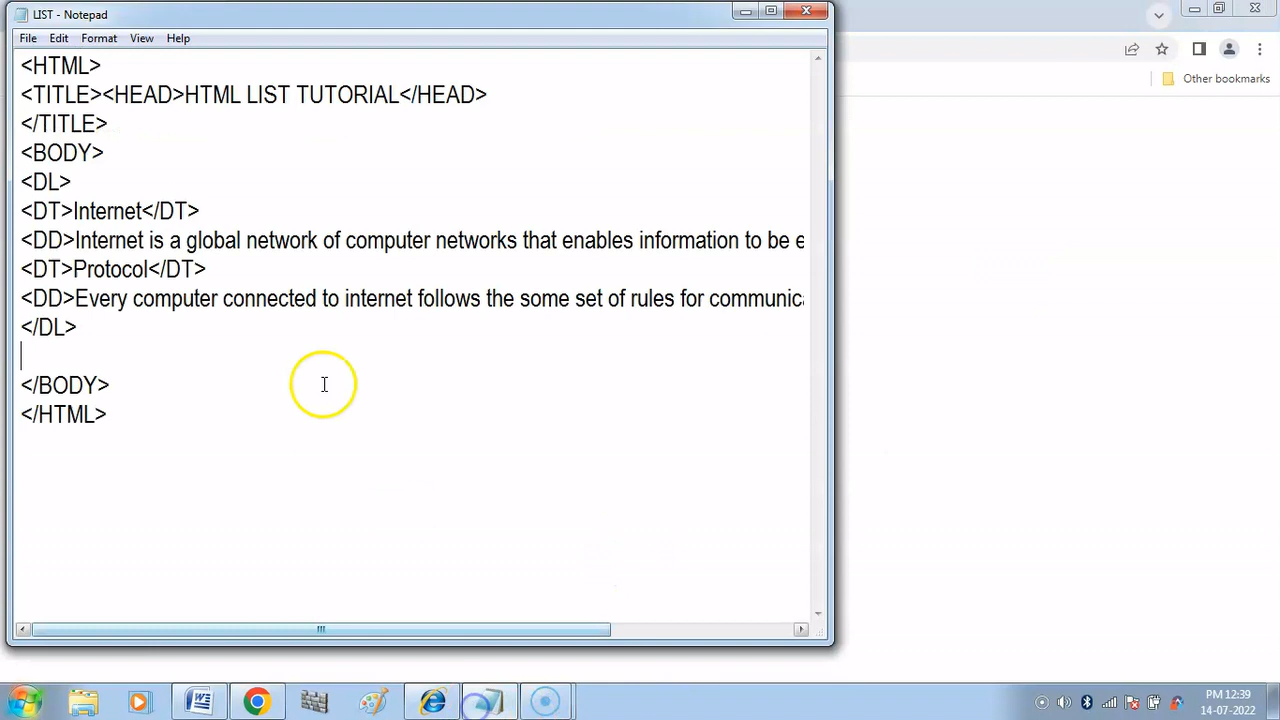 LIST - Notepad
File Edit Format View Help
Other bookmarks
<HTML>
<TITLE><HEAD>HTML LIST TUTORIAL</HEAD>
</TITLE>
<BODY>
<DL>
<DT>Internet</DT>
<DD>Internet is a global network of computer networks that enables information to be e
<DT>Protocol</DT>
<DD>Every computer connected to internet follows the some set of rules for communica
</DL>
</BODY>
</HTML>
PM 12:39
14-07-2022